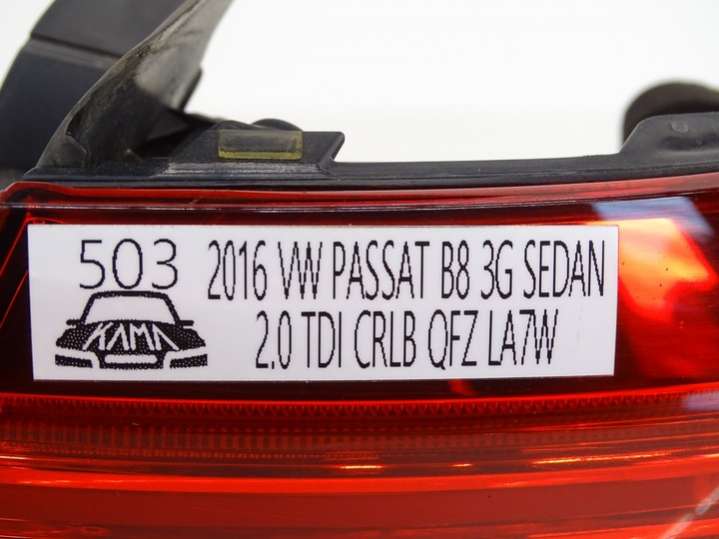 503
KAMA
2016 VW PASSAT B8 3G SEDAN
2.0 TDI CRLB QFZ LA7W